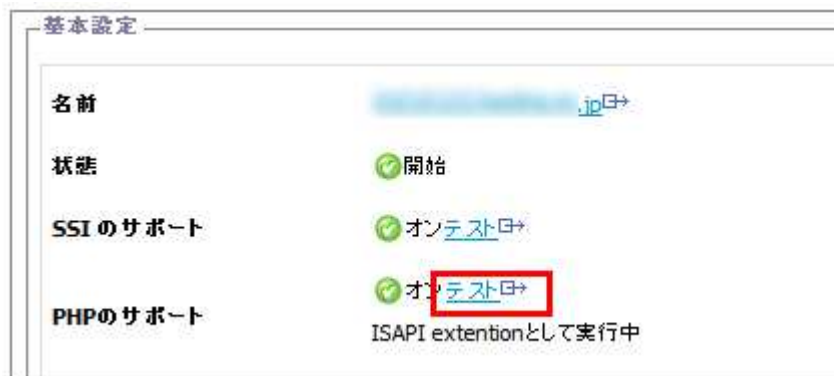 基本設定
名前 .jp
状態 開始
SSI のサポート オンテスト
オンテスト
PHPのサポート
ISAPI extentionとして実行中